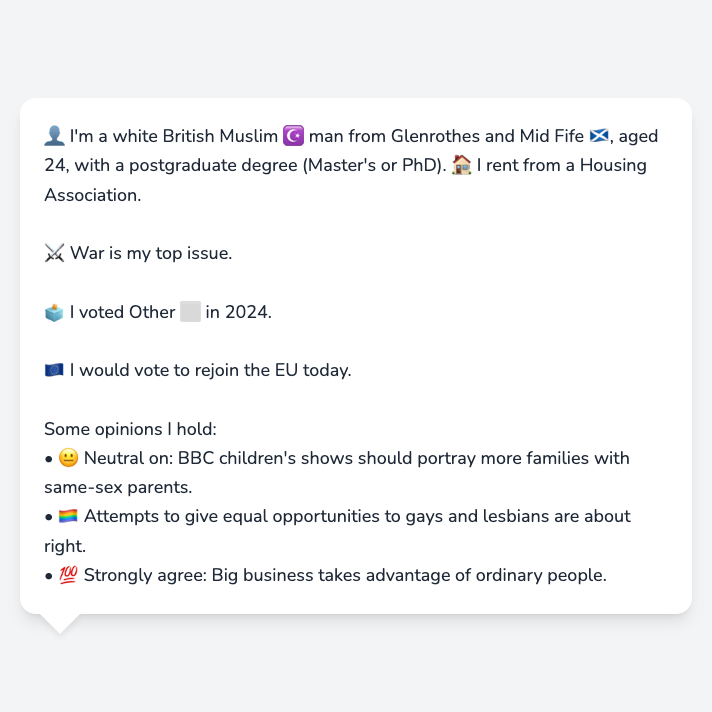 👤 I'm a white British Muslim ☪️ man from Glenrothes and Mid Fife 🏴󠁧󠁢󠁳󠁣󠁴󠁿, aged
24, with a postgraduate degree (Master's or PhD). 🏠 I rent from a Housing
Association.
⚔️ War is my top issue.
🗳️ I voted Other ⬜ in 2024.
🇪🇺 I would vote to rejoin the EU today.
Some opinions I hold:
• 😐 Neutral on: BBC children's shows should portray more families with
same-sex parents.
• 🏳️‍🌈 Attempts to give equal opportunities to gays and lesbians are about
right.
• 💯 Strongly agree: Big business takes advantage of ordinary people.